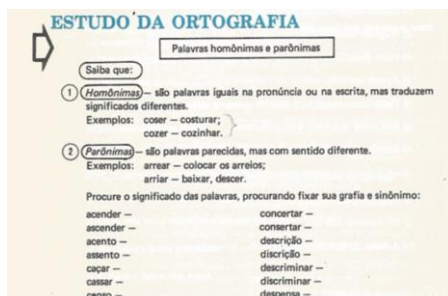 ESTUDO DA ORTOGRAFIA
Palavras homônimas e parônimas
Saiba que:
1 Homônimas — são palavras iguais na pronúncia ou na escrita, mas traduzem
significados diferentes.
Exemplos: coser — costurar;
cozer — cozinhar.
2 Parônimas — são palavras parecidas, mas com sentido diferente.
Exemplos: arrear — colocar os arreios;
arriar — baixar, descer.
Procure o significado das palavras, procurando fixar sua grafia e sinônimo:
acender —
ascender —
acento —
assento —
caçar —
cassar —
censo —
concertar —
consertar —
descrição —
discrição —
descriminar —
discriminar —
despensa —